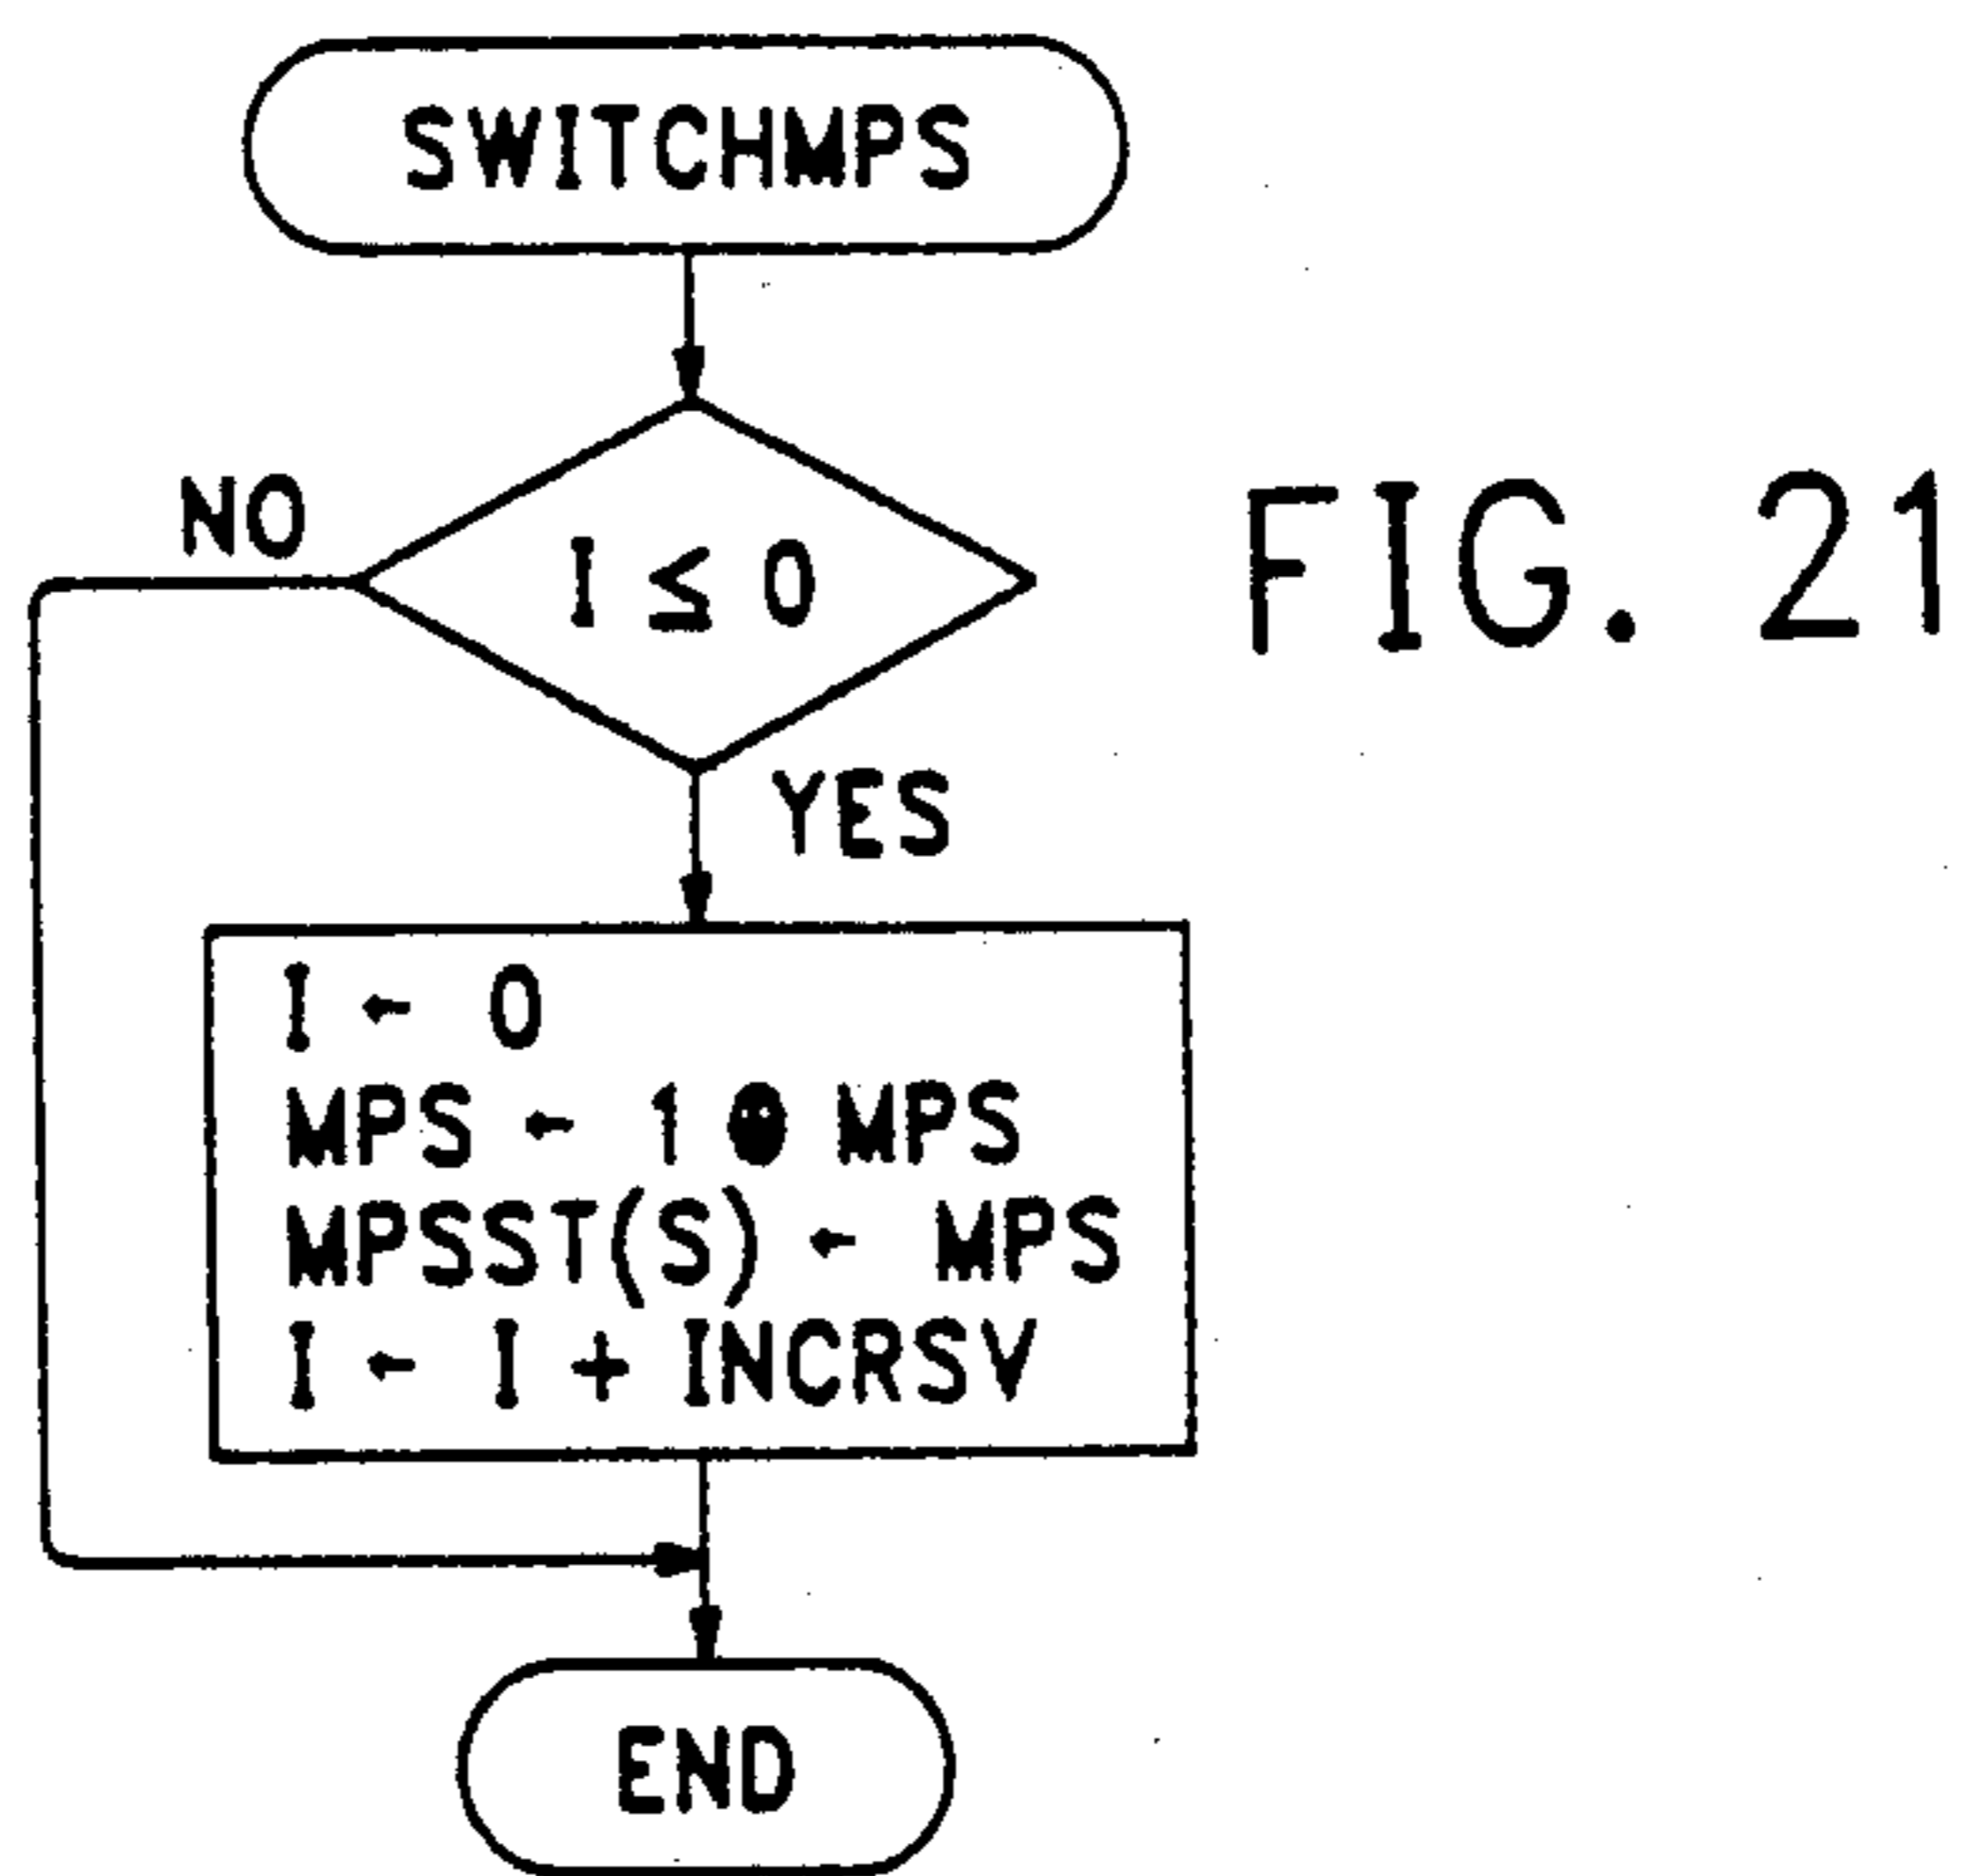 SWITCHMPS
NO
I ≤ 0
FIG. 21
YES
I ← 0
MPS ← 1 ⊕ MPS
MPSST(S) ← MPS
I ← I + INCRSV
END